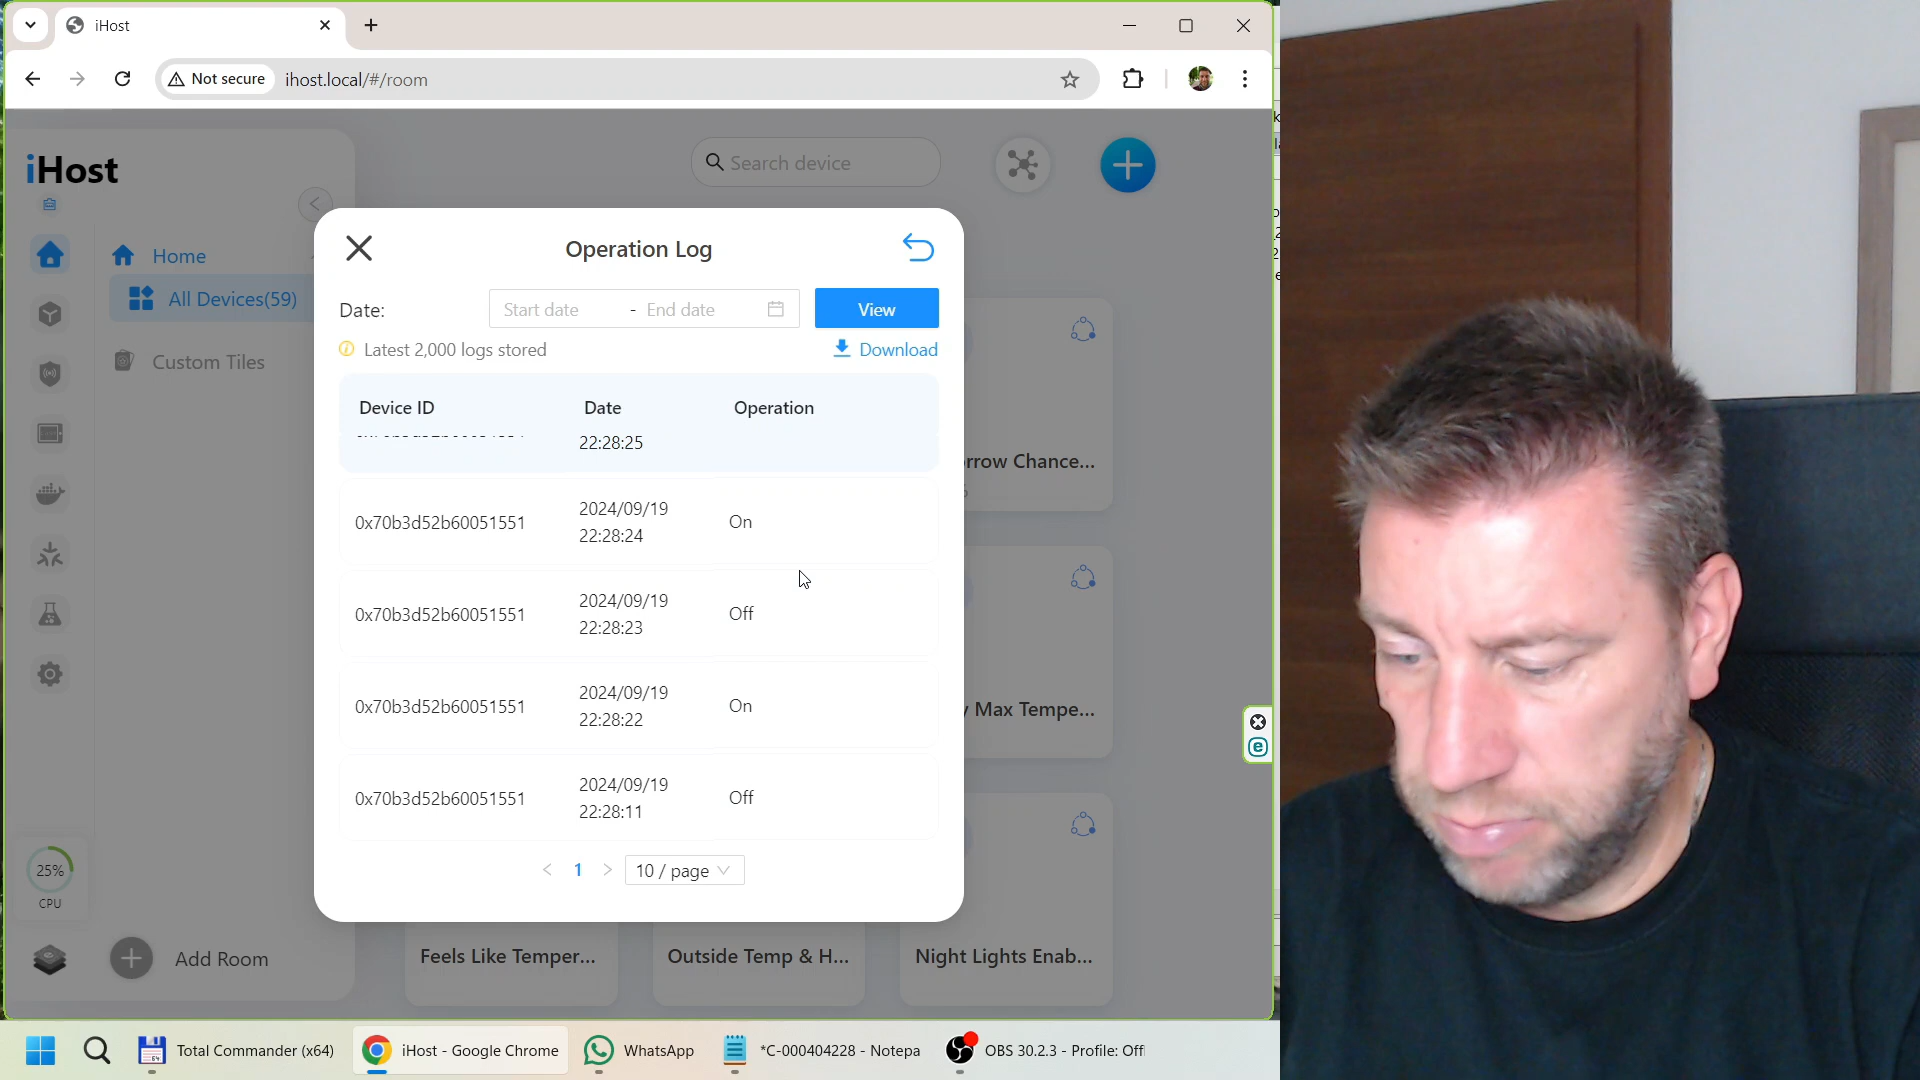 iHost
Not secure
ihost.local/#/room
iHost
Search device
Home
All Devices(59)
Custom Tiles
Operation Log
Date:
Start date - End date
View
Latest 2,000 logs stored
Download
Device ID Date Operation
22:28:25
0x70b3d52b60051551 2024/09/19 22:28:24 On
0x70b3d52b60051551 2024/09/19 22:28:23 Off
0x70b3d52b60051551 2024/09/19 22:28:22 On
0x70b3d52b60051551 2024/09/19 22:28:11 Off
< 1 > 10 / page
rrow Chance...
Max Tempe...
25%
CPU
Add Room
Feels Like Temper...
Outside Temp & H...
Night Lights Enab...
Total Commander (x64)
iHost - Google Chrome
WhatsApp
*C-000404228 - Notepa
OBS 30.2.3 - Profile: Off